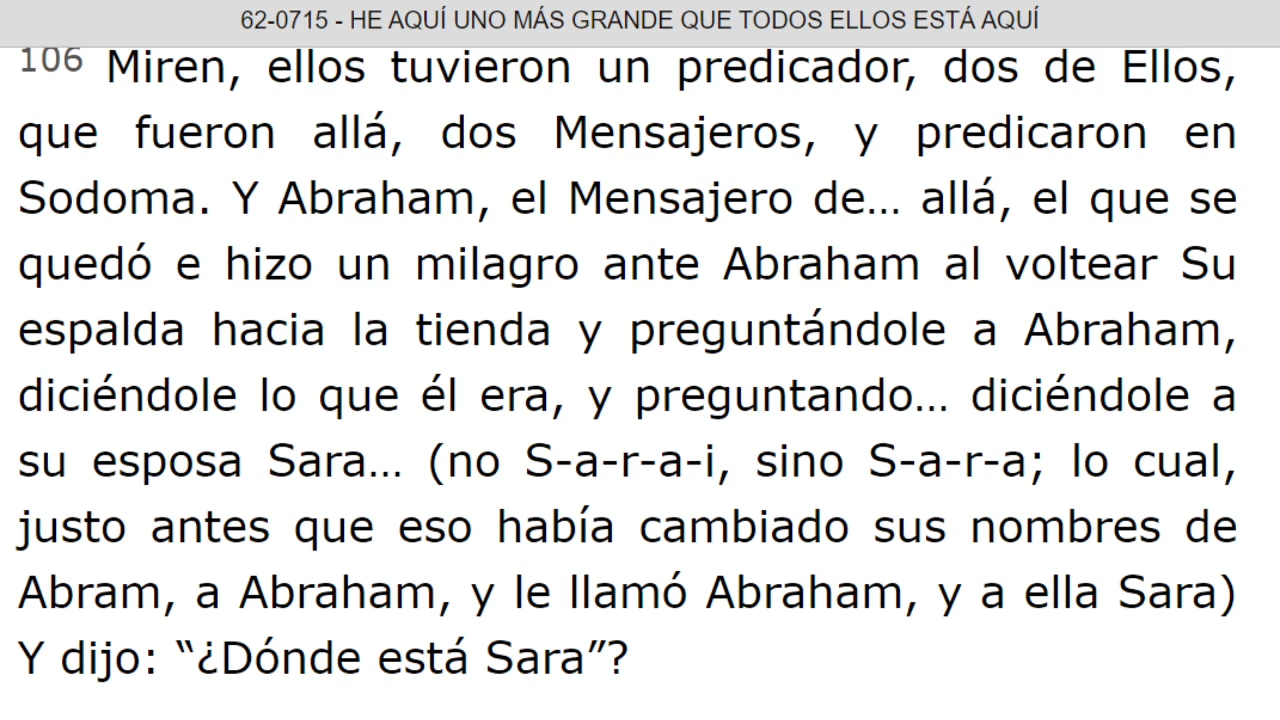 62-0715 - HE AQUÍ UNO MÁS GRANDE QUE TODOS ELLOS ESTÁ AQUÍ
106 Miren, ellos tuvieron un predicador, dos de Ellos,
que fueron allá, dos Mensajeros, y predicaron en
Sodoma. Y Abraham, el Mensajero de... allá, el que se
quedó e hizo un milagro ante Abraham al voltear Su
espalda hacia la tienda y preguntándole a Abraham,
diciéndole lo que él era, y preguntando... diciéndole a
su esposa Sara... (no S-a-r-a-i, sino S-a-r-a; lo cual,
justo antes que eso había cambiado sus nombres de
Abram, a Abraham, y le llamó Abraham, y a ella Sara)
Y dijo: “¿Dónde está Sara”?